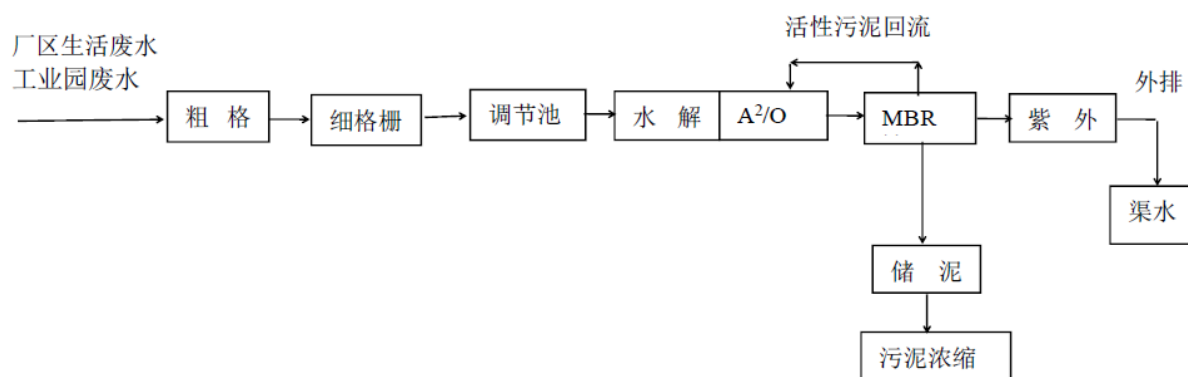 活性污泥回流
厂区生活废水
工业园废水
外排
粗 格
细格栅
调节池
水 解
A²/O
MBR
紫 外
渠水
储 泥
污泥浓缩